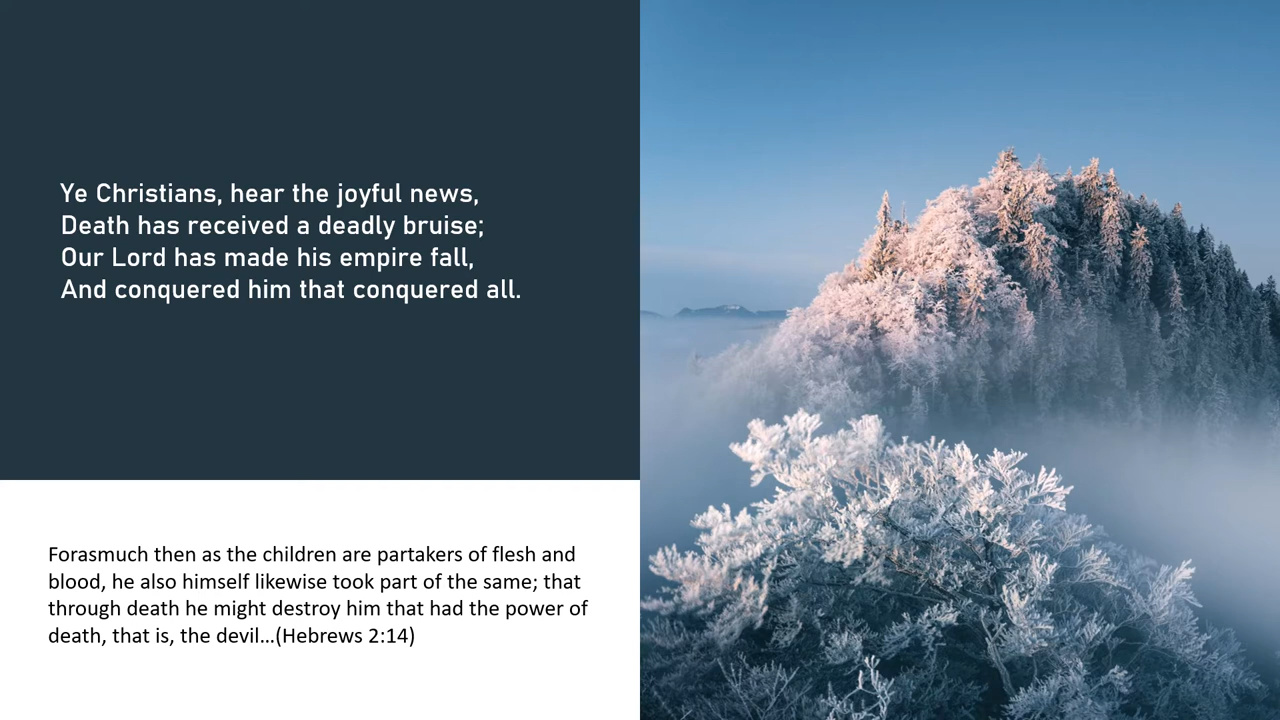 Ye Christians, hear the joyful news,
Death has received a deadly bruise;
Our Lord has made his empire fall,
And conquered him that conquered all.
Forasmuch then as the children are partakers of flesh and
blood, he also himself likewise took part of the same; that
through death he might destroy him that had the power of
death, that is, the devil…(Hebrews 2:14)